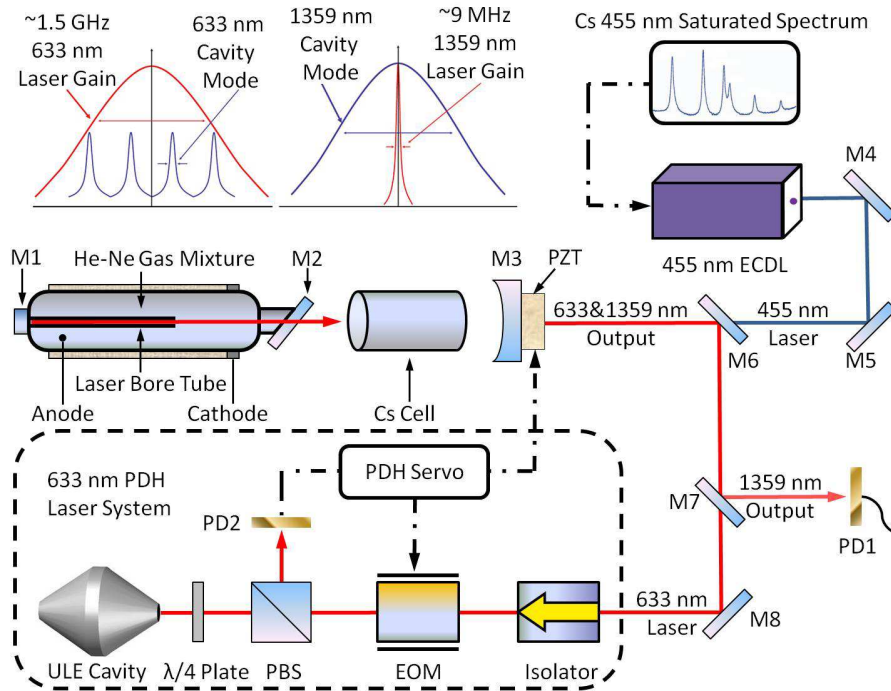 ~1.5 GHz
633 nm
Laser Gain
633 nm
Cavity
Mode
1359 nm
Cavity
Mode
~9 MHz
1359 nm
Laser Gain
Cs 455 nm Saturated Spectrum
M4
455 nm ECDL
M1
He-Ne Gas Mixture
M2
M3
PZT
633&1359 nm
Output
455 nm
Laser
M6
M5
Laser Bore Tube
Anode
Cathode
Cs Cell
633 nm PDH
Laser System
PDH Servo
PD2
M7
1359 nm
Output
PD1
633 nm
Laser
M8
ULE Cavity
λ/4 Plate
PBS
EOM
Isolator